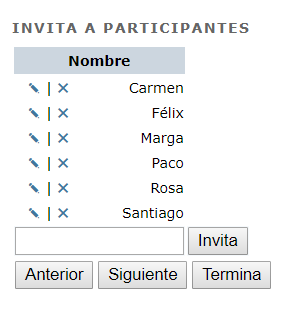 INVITA A PARTICIPANTES
Nombre
| Carmen
| Félix
| Marga
| Paco
| Rosa
| Santiago
Invita
Anterior Siguiente Termina